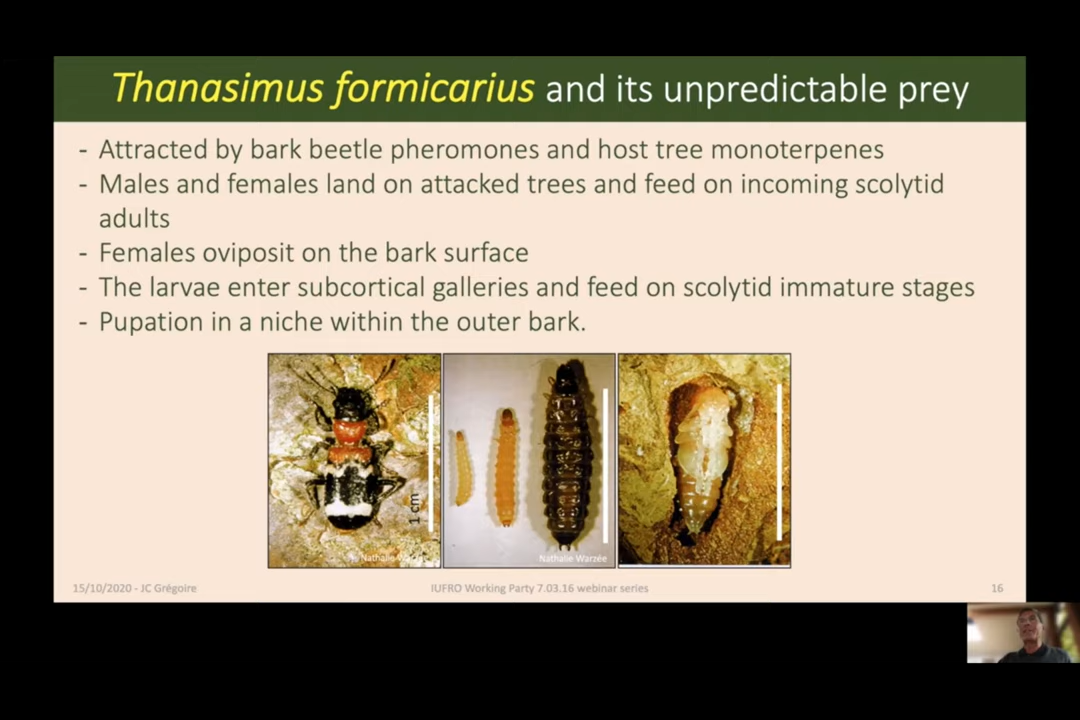 Thanasimus formicarius and its unpredictable prey
- Attracted by bark beetle pheromones and host tree monoterpenes
- Males and females land on attacked trees and feed on incoming scolytid
adults
- Females oviposit on the bark surface
- The larvae enter subcortical galleries and feed on scolytid immature stages
- Pupation in a niche within the outer bark.
1 cm
Nathalie
Nathalie Warzée
15/10/2020 - JC Grégoire
IUFRO Working Party 7.03.16 webinar series
16